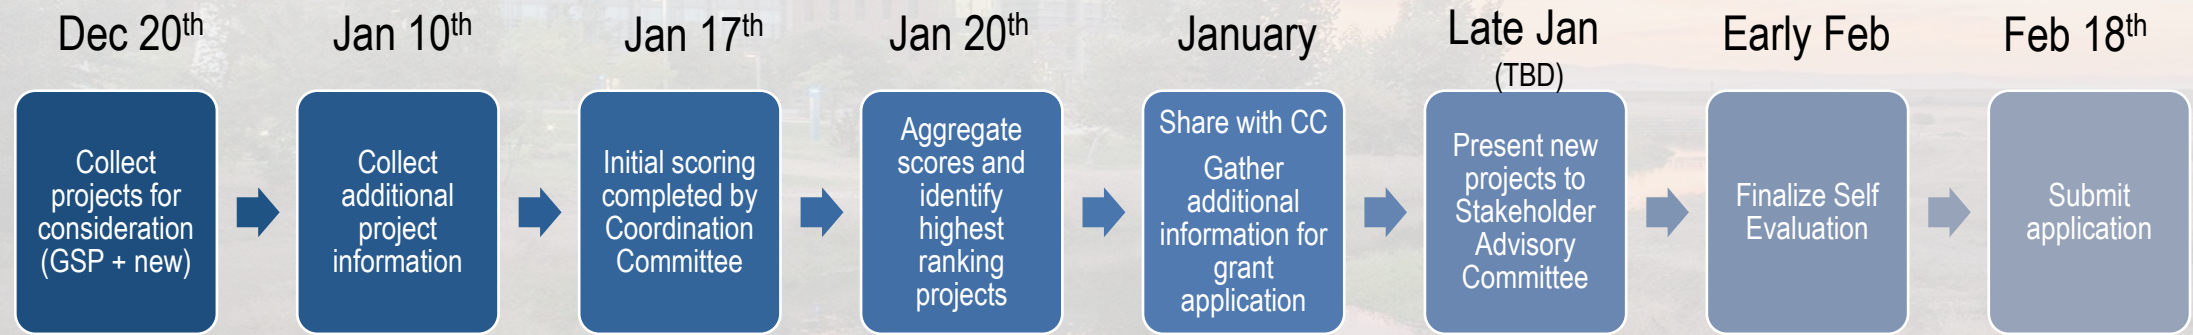 Dec 20th
Collect
projects for
consideration
(GSP + new)
Jan 10th
Collect
additional
project
information
Jan 17th
Initial scoring
completed by
Coordination
Committee
Jan 20th
Aggregate
scores and
identify
highest
ranking
projects
January
Share with CC
Gather
additional
information for
grant
application
Late Jan
(TBD)
Present new
projects to
Stakeholder
Advisory
Committee
Early Feb
Finalize Self
Evaluation
Feb 18th
Submit
application